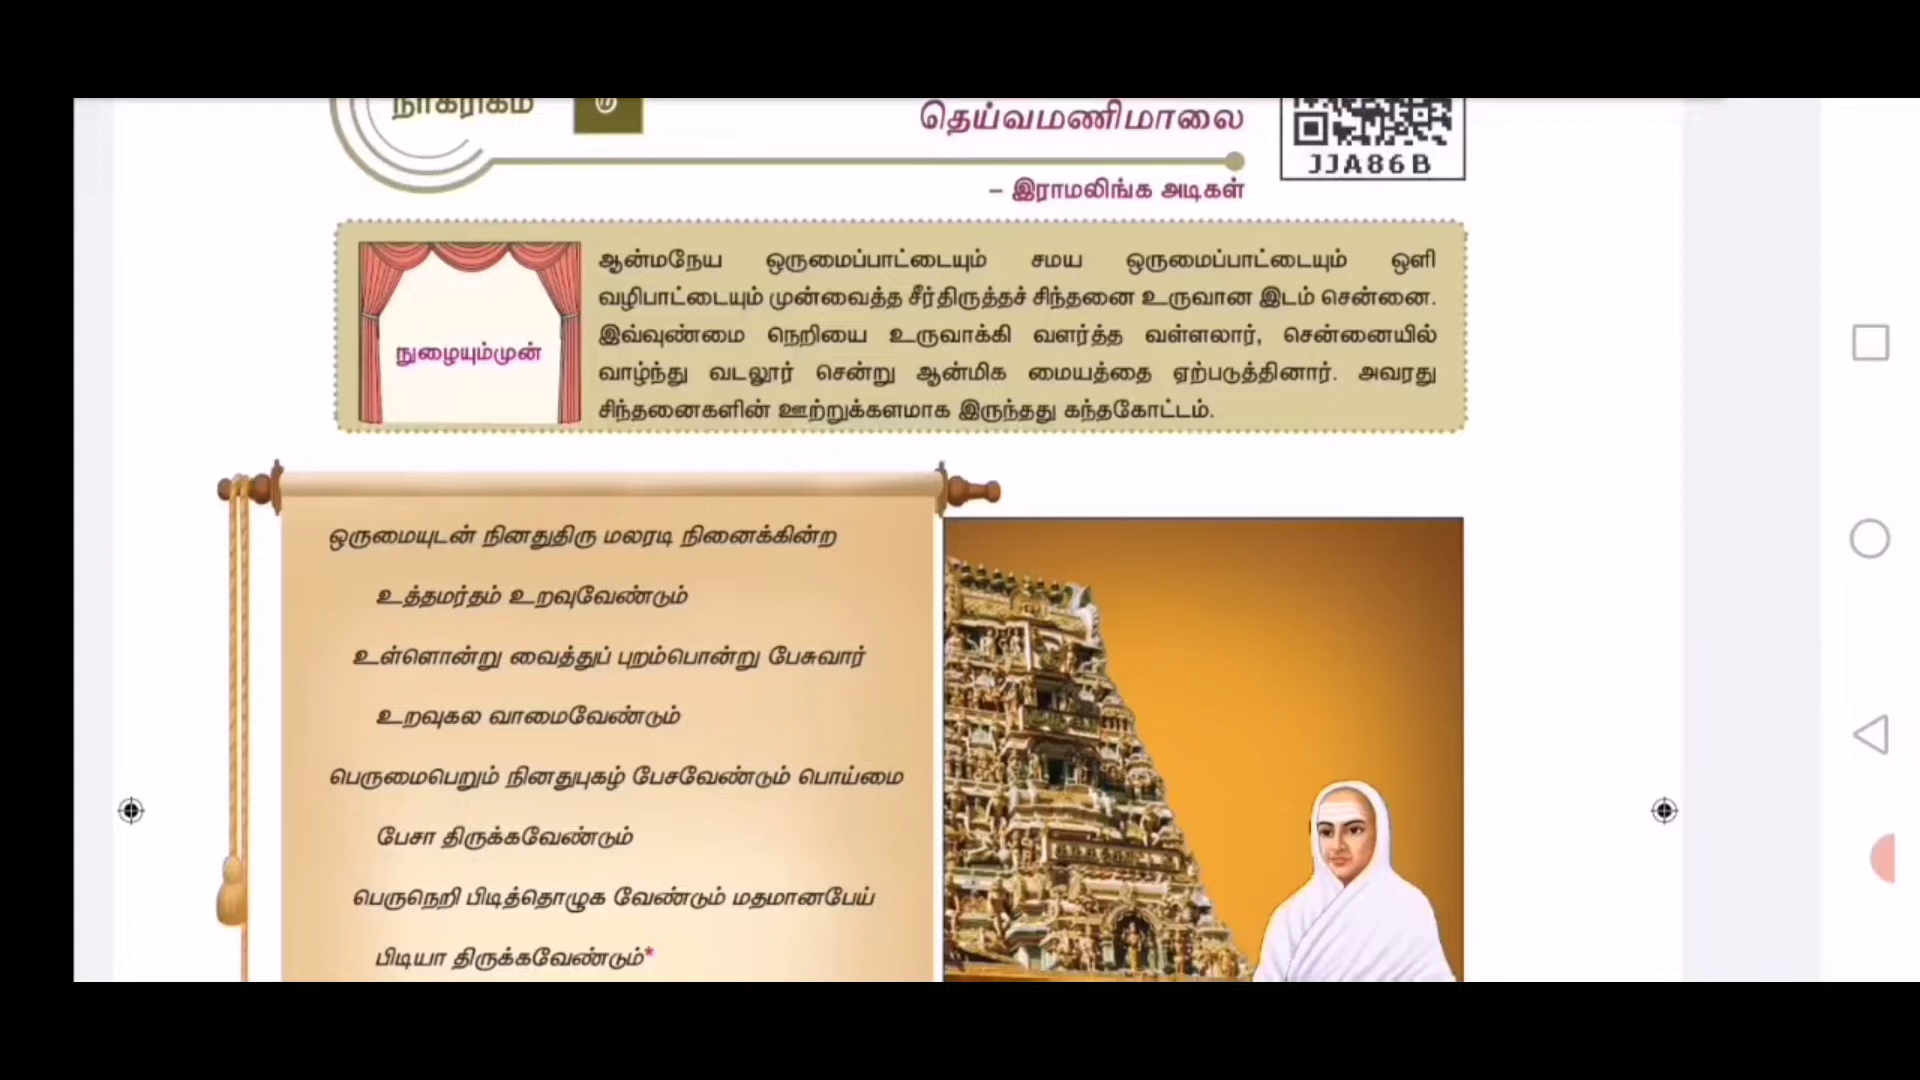 நாகரிகம்
தெய்வமணிமாலை
JJA86B
– இராமலிங்க அடிகள்
நுழையும்முன்
ஆன்மநேய ஒருமைப்பாட்டையும் சமய ஒருமைப்பாட்டையும் ஒளி
வழிபாட்டையும் முன்வைத்த சீர்திருத்தச் சிந்தனை உருவான இடம் சென்னை.
இவ்வுண்மை நெறியை உருவாக்கி வளர்த்த வள்ளலார், சென்னையில்
வாழ்ந்து வடலூர் சென்று ஆன்மிக மையத்தை ஏற்படுத்தினார். அவரது
சிந்தனைகளின் ஊற்றுக்களமாக இருந்தது கந்தகோட்டம்.
ஒருமையுடன் நினதுதிரு மலரடி நினைக்கின்ற
உத்தமர்தம் உறவுவேண்டும்
உள்ளொன்று வைத்துப் புறம்பொன்று பேசுவார்
உறவுகல வாமைவேண்டும்
பெருமைபெறும் நினதுபுகழ் பேசவேண்டும் பொய்மை
பேசா திருக்கவேண்டும்
பெருநெறி பிடித்தொழுக வேண்டும் மதமானபேய்
பிடியா திருக்கவேண்டும்*